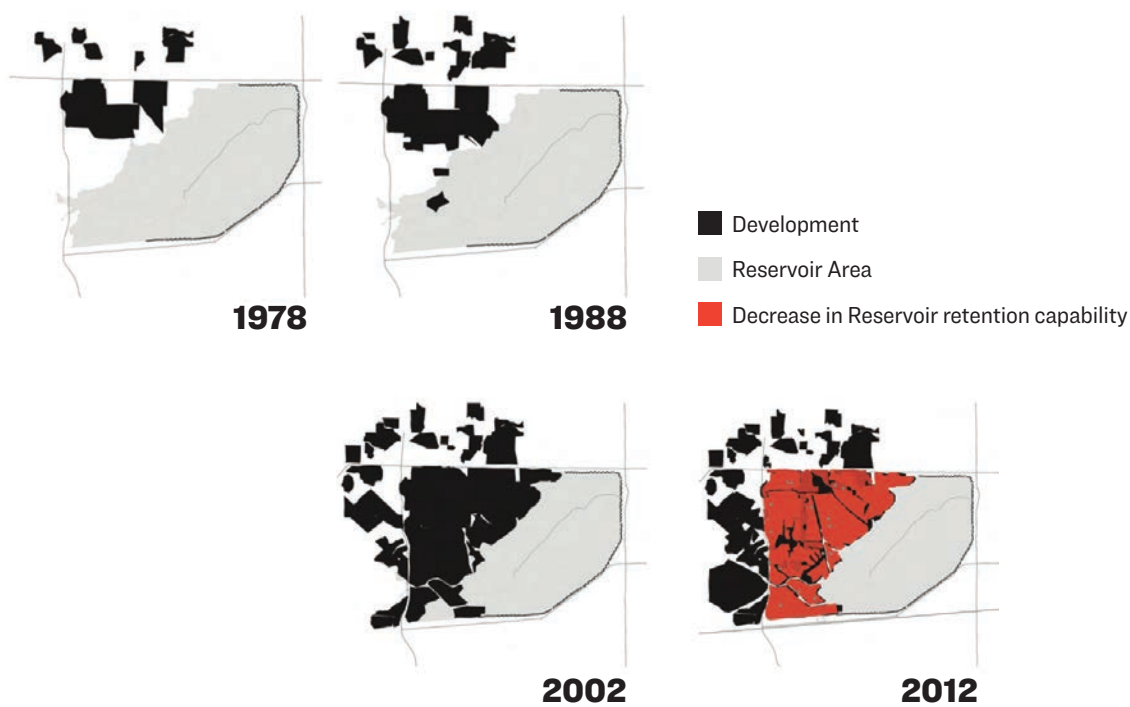 1978
1988
Development
Reservoir Area
Decrease in Reservoir retention capability
2002
2012